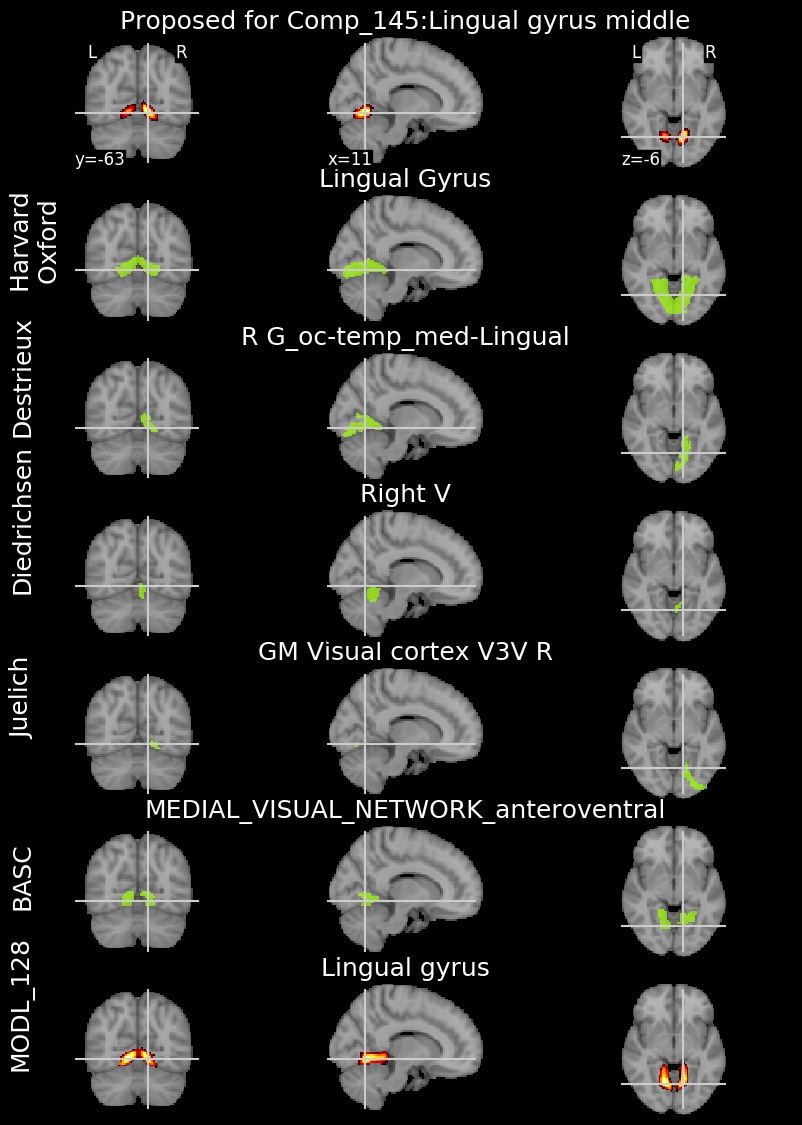 Proposed for Comp_145:Lingual gyrus middle
L R
L R
y=-63
x=11
z=-6
Lingual Gyrus
Harvard
Oxford
R G_oc-temp_med-Lingual
Destrieux
Right V
Diedrichsen
GM Visual cortex V3V R
Juelich
MEDIAL_VISUAL_NETWORK_anteroventral
BASC
Lingual gyrus
MODL_128